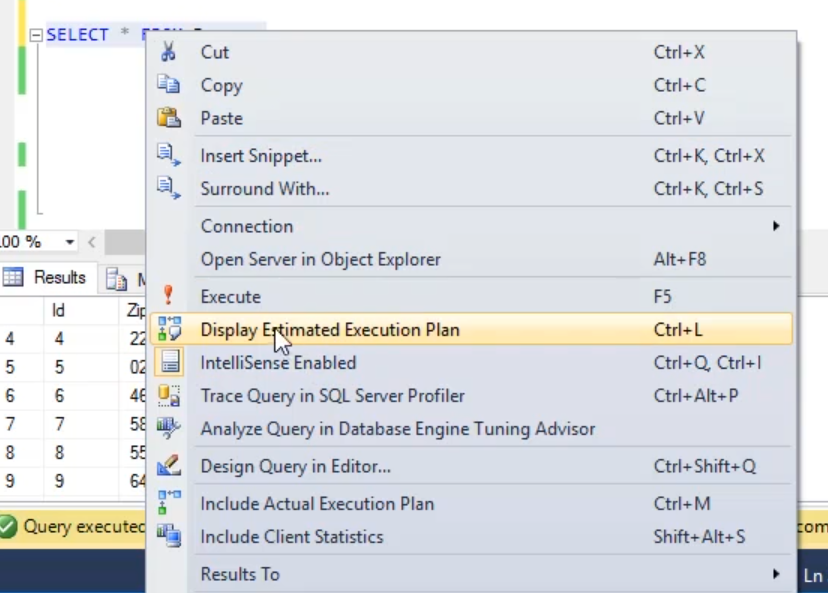 SELECT * FROM
Cut Ctrl+X
Copy Ctrl+C
Paste Ctrl+V
Insert Snippet... Ctrl+K, Ctrl+X
Surround With... Ctrl+K, Ctrl+S
Connection
00 %
Open Server in Object Explorer Alt+F8
Results
Execute F5
Id Zip
Display Estimated Execution Plan Ctrl+L
4 4 22
IntelliSense Enabled Ctrl+Q, Ctrl+I
5 5 02
Trace Query in SQL Server Profiler Ctrl+Alt+P
6 6 46
Analyze Query in Database Engine Tuning Advisor
7 7 58
8 8 55
Design Query in Editor... Ctrl+Shift+Q
9 9 64
Include Actual Execution Plan Ctrl+M
Query executed
Include Client Statistics Shift+Alt+S
com
Results To
Ln